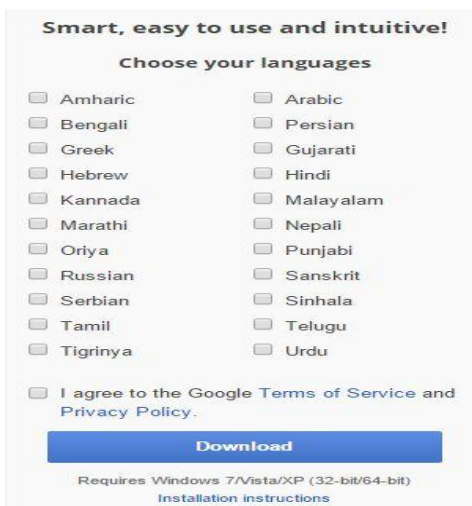 Smart, easy to use and intuitive!
Choose your languages
Amharic Arabic
Bengali Persian
Greek Gujarati
Hebrew Hindi
Kannada Malayalam
Marathi Nepali
Oriya Punjabi
Russian Sanskrit
Serbian Sinhala
Tamil Telugu
Tigrinya Urdu
I agree to the Google Terms of Service and
Privacy Policy.
Download
Requires Windows 7/Vista/XP (32-bit/64-bit)
Installation instructions